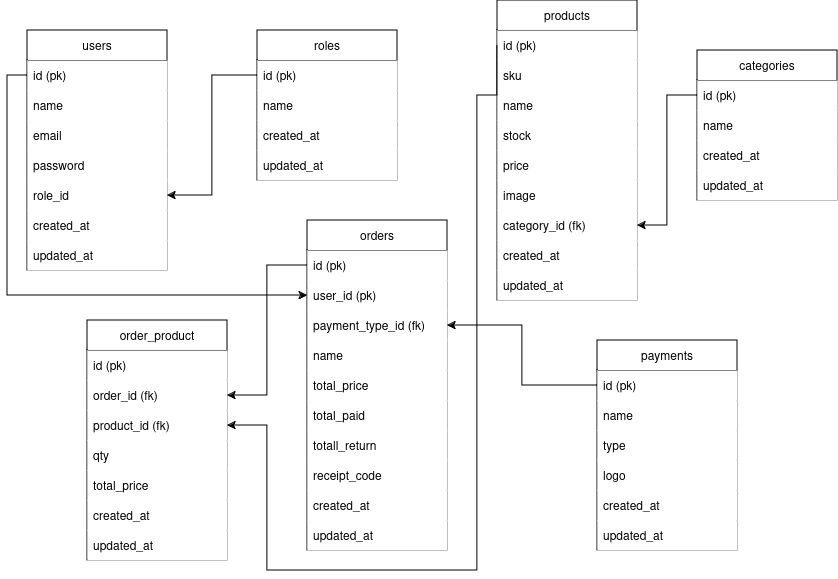 users
id (pk)
name
email
password
role_id
created_at
updated_at
roles
id (pk)
name
created_at
updated_at
products
id (pk)
sku
name
stock
price
image
category_id (fk)
created_at
updated_at
categories
id (pk)
name
created_at
updated_at
orders
id (pk)
user_id (pk)
payment_type_id (fk)
name
total_price
total_paid
totall_return
receipt_code
created_at
updated_at
order_product
id (pk)
order_id (fk)
product_id (fk)
qty
total_price
created_at
updated_at
payments
id (pk)
name
type
logo
created_at
updated_at